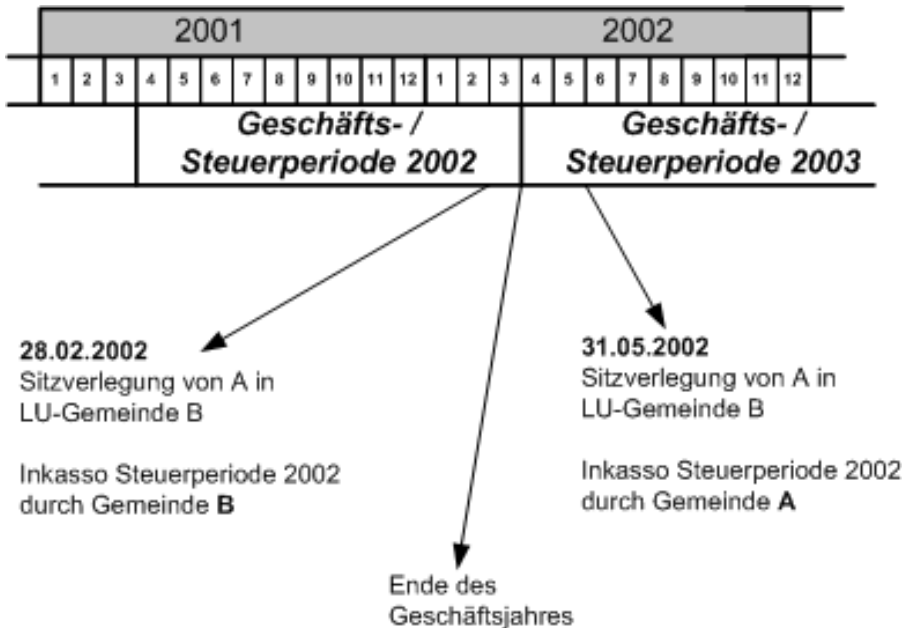 2001 2002
1 2 3 4 5 6 7 8 9 10 11 12 1 2 3 4 5 6 7 8 9 10 11 12
Geschäfts- /
Steuerperiode 2002
Geschäfts- /
Steuerperiode 2003
28.02.2002
Sitzverlegung von A in
LU-Gemeinde B
Inkasso Steuerperiode 2002
durch Gemeinde B
31.05.2002
Sitzverlegung von A in
LU-Gemeinde B
Inkasso Steuerperiode 2002
durch Gemeinde A
Ende des
Geschäftsjahres